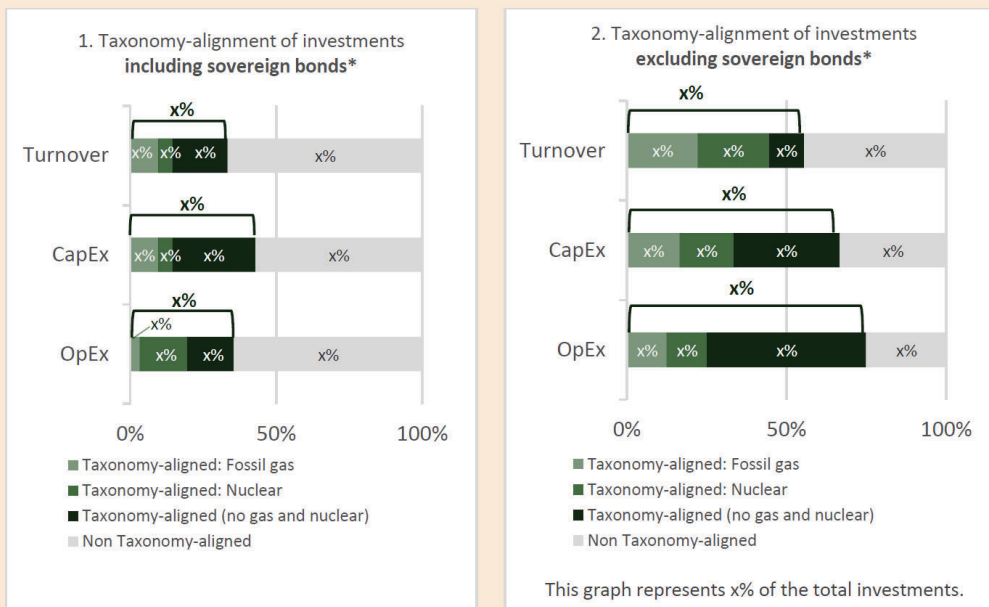 1. Taxonomy-alignment of investments
including sovereign bonds*
x%
Turnover
x% x% x% x%
x%
CapEx
x% x% x% x%
x%
x%
OpEx
x% x% x%
0% 50% 100%
Taxonomy-aligned: Fossil gas
Taxonomy-aligned: Nuclear
Taxonomy-aligned (no gas and nuclear)
Non Taxonomy-aligned
2. Taxonomy-alignment of investments
excluding sovereign bonds*
x%
Turnover
x% x% x% x%
x%
CapEx
x% x% x% x%
x%
OpEx
x% x% x% x%
0% 50% 100%
Taxonomy-aligned: Fossil gas
Taxonomy-aligned: Nuclear
Taxonomy-aligned (no gas and nuclear)
Non Taxonomy-aligned
This graph represents x% of the total investments.